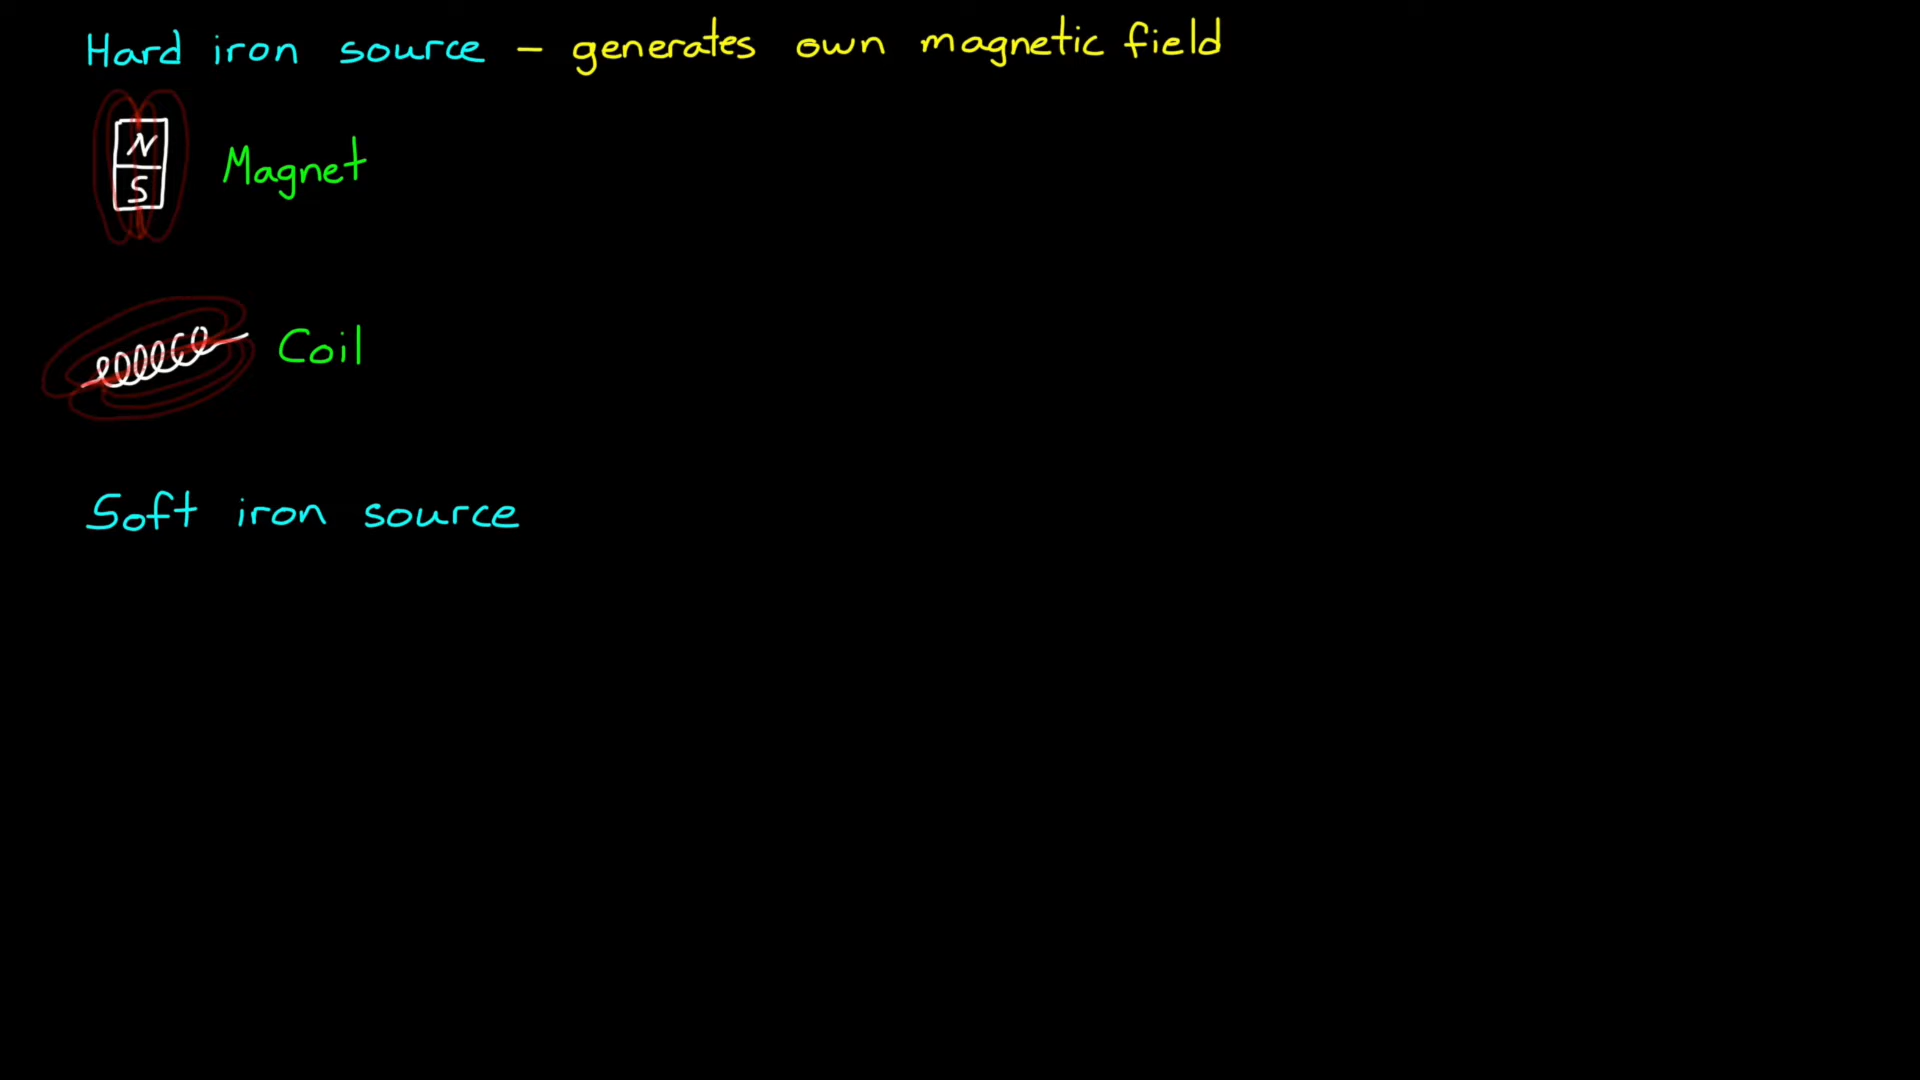 Hard iron source - generates own magnetic field
N
S
Magnet
Coil
Soft iron source